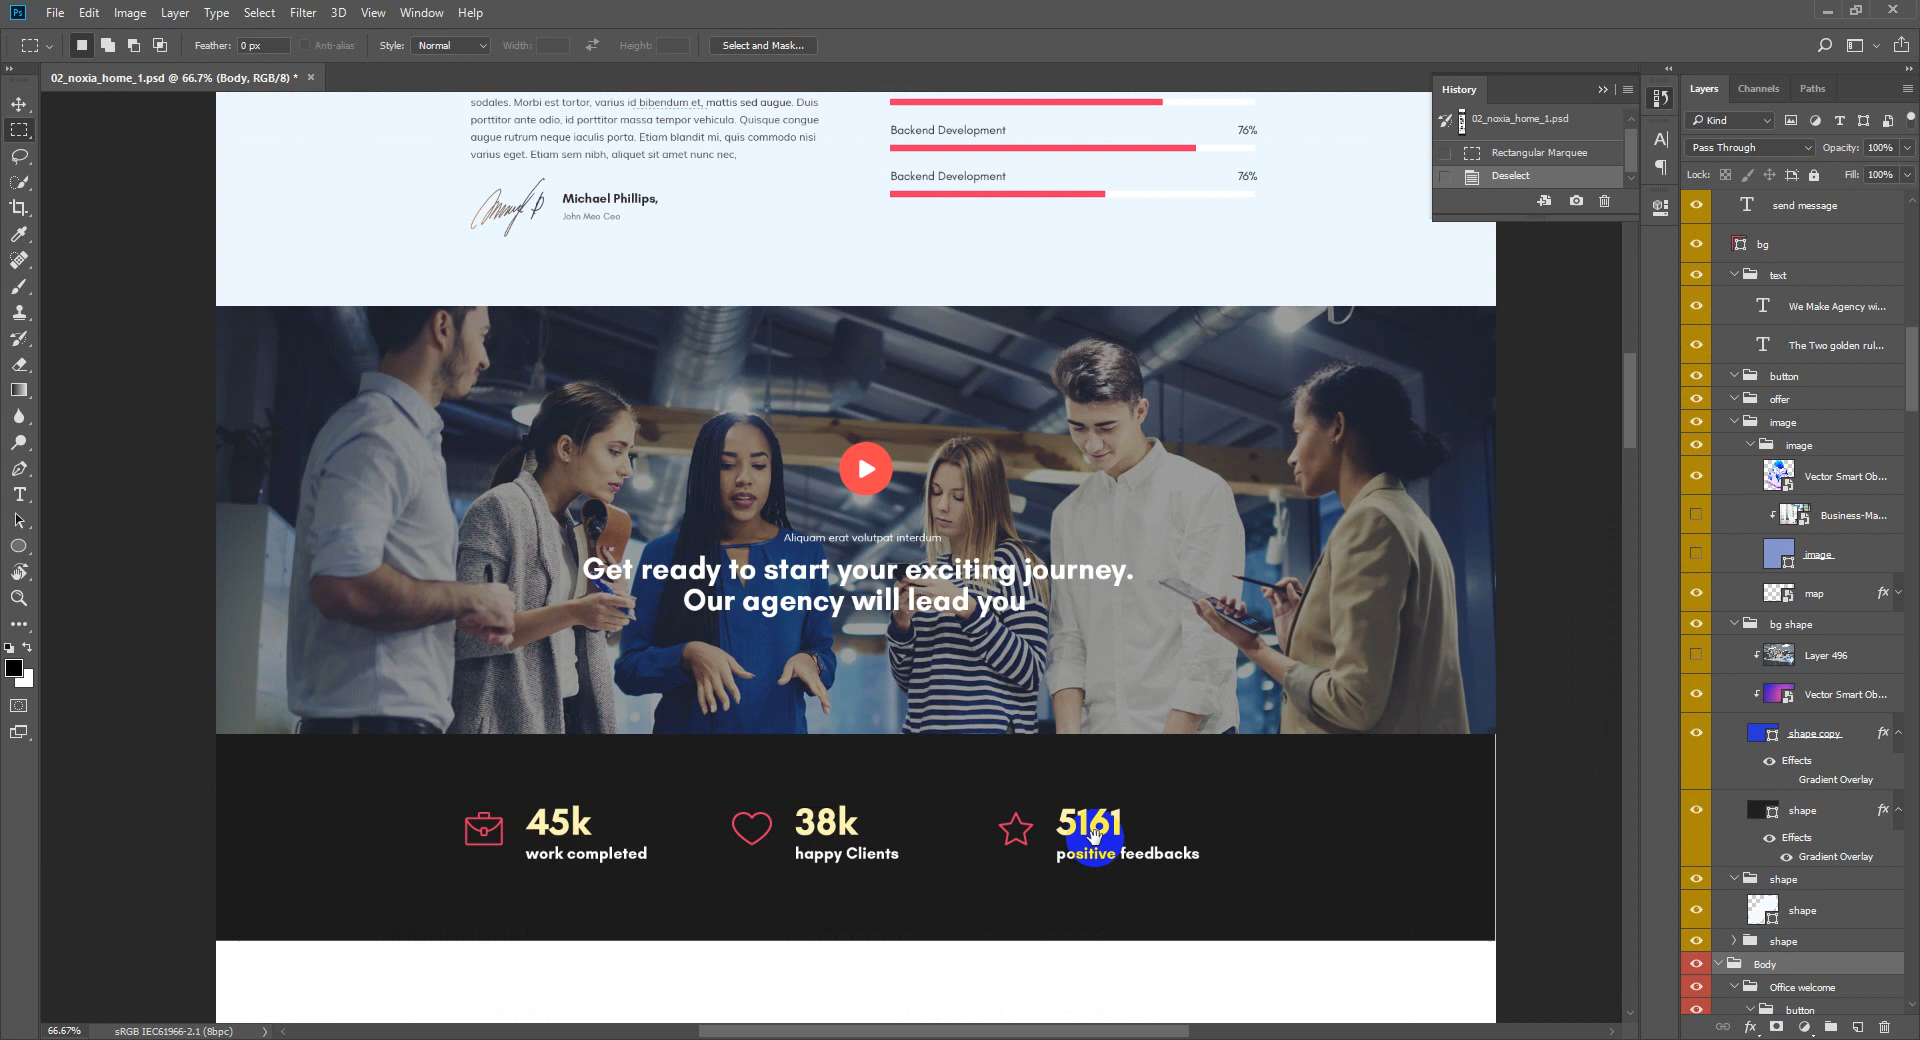 Ps File Edit Image Layer Type Select Filter 3D View Window Help
Feather: 0 px Anti-alias Style: Normal Width: Height: Select and Mask...
02_noxia_home_1.psd @ 66.7% (Body, RGB/8) *
sodales. Morbi est tortor, varius id bibendum et, mattis sed augue. Duis
porttitor ante odio, id porttitor massa tempor vehicula. Quisque congue
augue rutrum neque iaculis porta. Etiam blandit mi, quis commodo nisi
varius eget. Etiam sem nibh, aliquet sit amet nunc nec,
Michael Phillips,
John Meo Ceo
Backend Development 76%
Backend Development 76%
Aliquam erat volutpat interdum
Get ready to start your exciting journey.
Our agency will lead you
45k
work completed
38k
happy Clients
5161
positive feedbacks
66.67% sRGB IEC61966-2.1 (8bpc)
History
02_noxia_home_1.psd
Rectangular Marquee
Deselect
Layers Channels Paths
Kind
Pass Through Opacity: 100%
Lock: Fill: 100%
send message
bg
text
We Make Agency wi...
The Two golden rul...
button
offer
image
image
Vector Smart Ob...
Business-Ma...
image
map fx
bg shape
Layer 496
Vector Smart Ob...
shape copy fx
Effects
Gradient Overlay
shape fx
Effects
Gradient Overlay
shape
shape
shape
Body
Office welcome
button